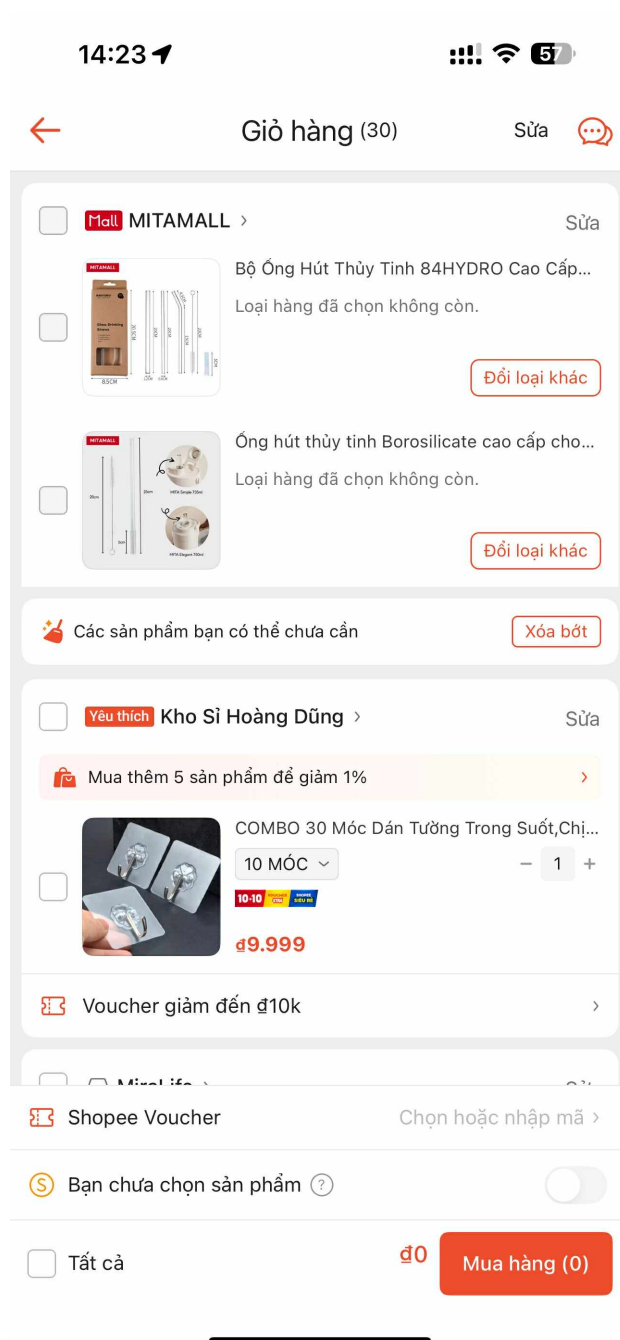 14:23
57
Giỏ hàng (30)
Sửa
Mall MITAMALL
Sửa
MITAMALL
8.5CM
Bộ Ống Hút Thủy Tinh 84HYDRO Cao Cấp...
Loại hàng đã chọn không còn.
Đổi loại khác
MITAMALL
Ống hút thủy tinh Borosilicate cao cấp cho...
Loại hàng đã chọn không còn.
Đổi loại khác
Các sản phẩm bạn có thể chưa cần
Xóa bớt
Yêu thích Kho Sỉ Hoàng Dũng
Sửa
Mua thêm 5 sản phẩm để giảm 1%
COMBO 30 Móc Dán Tường Trong Suốt,Chị...
10 MÓC
− 1 +
10-10
₫9.999
Voucher giảm đến ₫10k
Shopee Voucher
Chọn hoặc nhập mã
Bạn chưa chọn sản phẩm ?
Tất cả
₫0
Mua hàng (0)